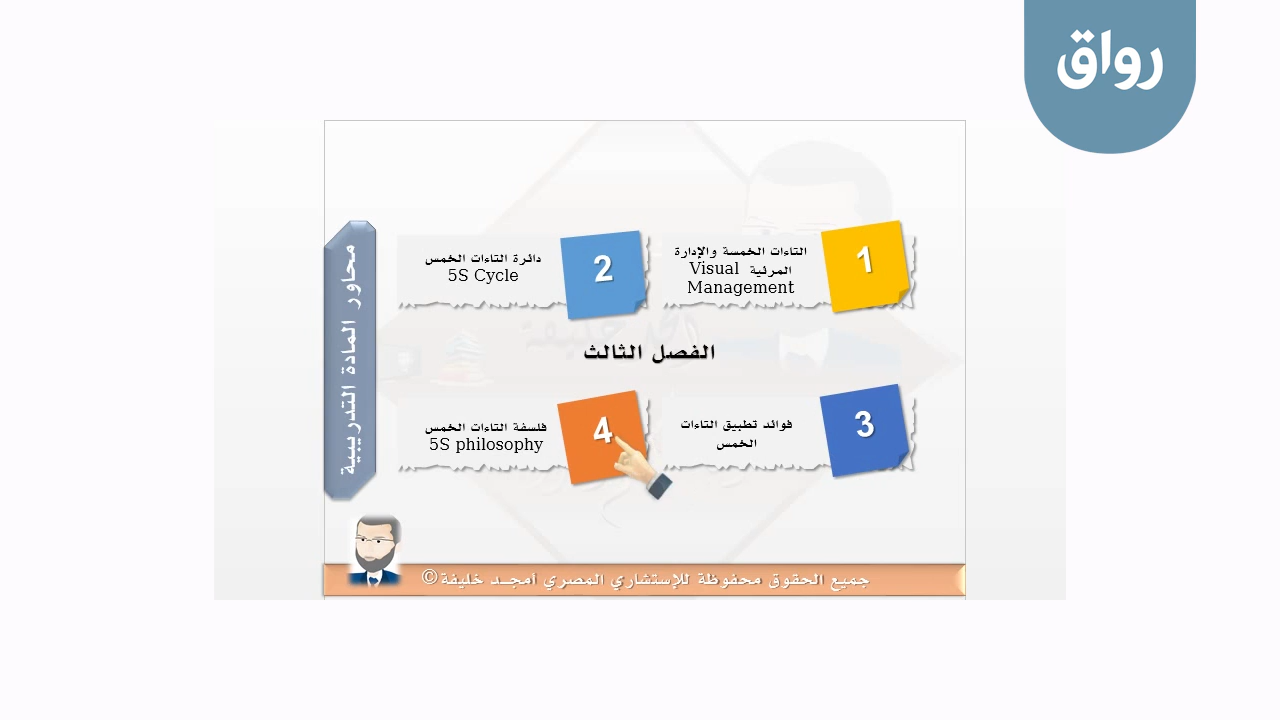 رواق
محاور المادة التدريبية
1
التاءات الخمسة والإدارة
المرئية Visual
Management
2
دائرة التاءات الخمس
5S Cycle
الفصل الثالث
3
فوائد تطبيق التاءات
الخمس
4
فلسفة التاءات الخمس
5S philosophy
جميع الحقوق محفوظة للإستشاري المصري أمجـد خليفة©